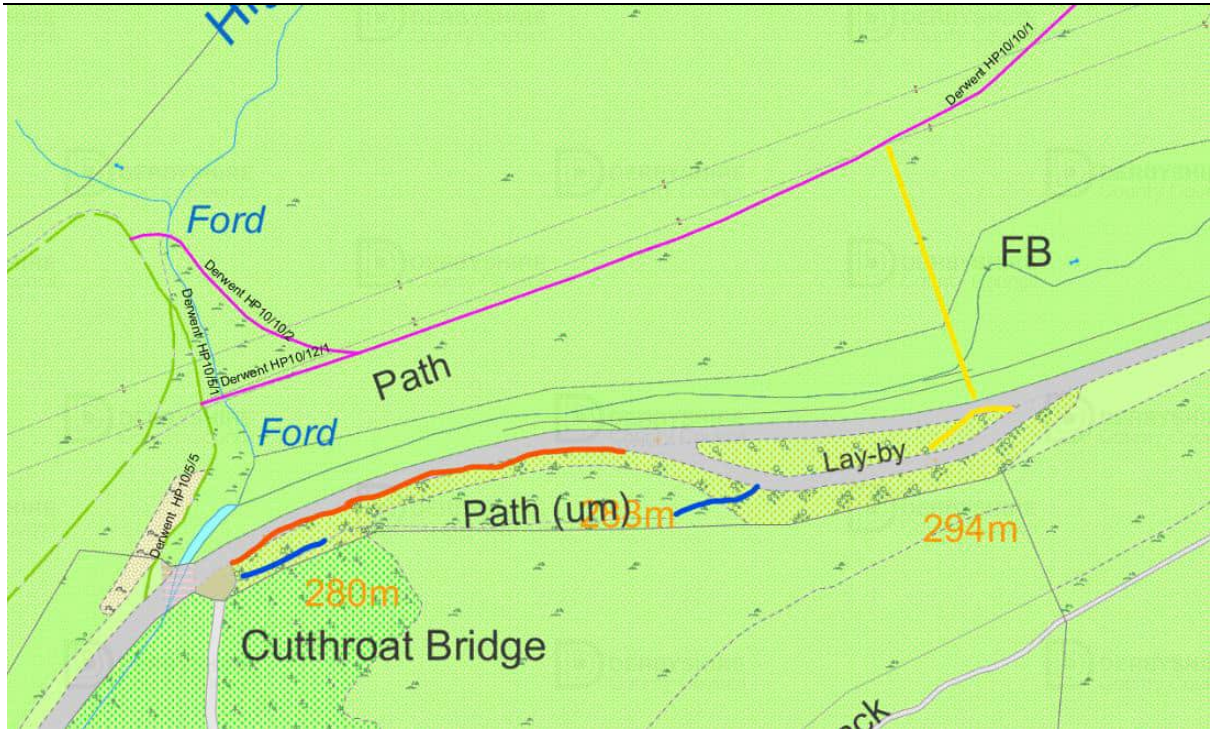 Derwent HP10/10/1
Ford
FB
Derwent HP10/10/2
Derwent HP10/5/1
Derwent HP10/12/1
Path
Ford
Lay-by
Derwent HP10/5/5
Path (um)
294m
280m
Cutthroat Bridge
ck